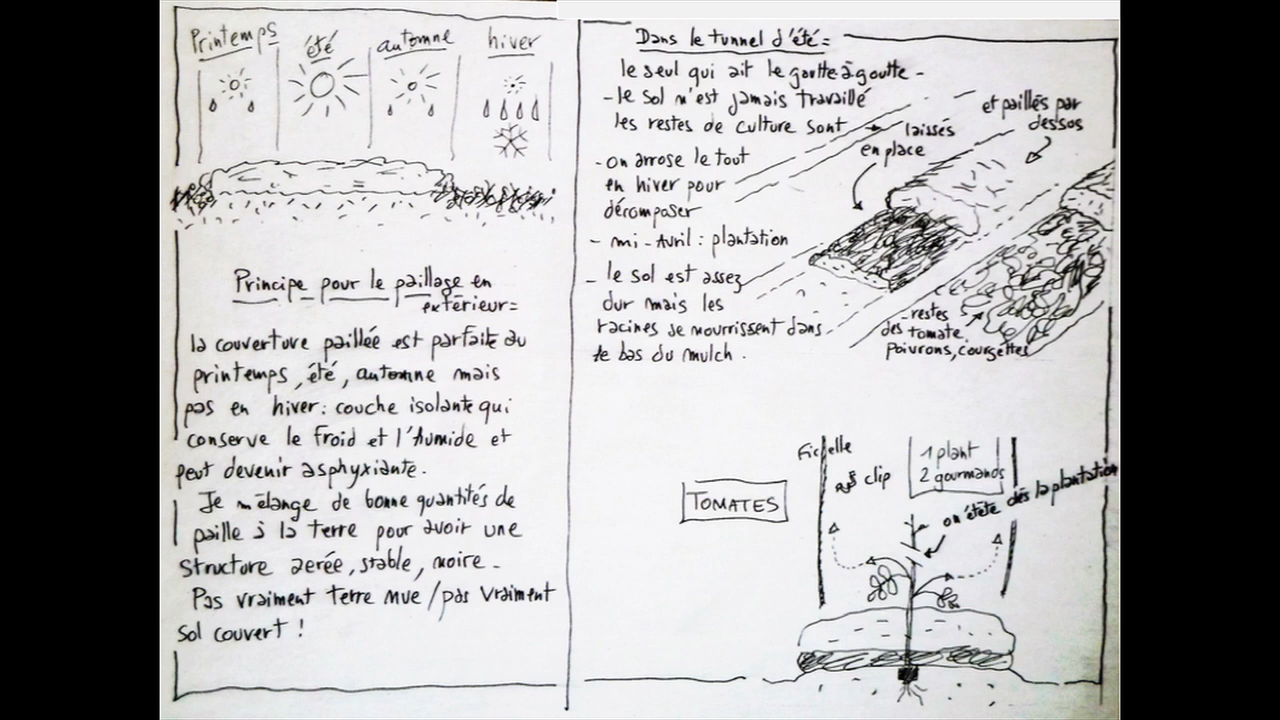 Printemps
été
automne
hiver
Principe pour le paillage en
extérieur=
la couverture paillée est parfaite au
printemps, été, automne mais
pas en hiver: couche isolante qui
conserve le froid et l'humide et
peut devenir asphyxiante.
Je mélange de bonne quantités de
paille à la terre pour avoir une
structure aerée, stable, noire -
Pas vraiment terre nue / pas vraiment
sol couvert !
Dans le tunnel d'été=
le seul qui ait le goutte-à-goutte -
- le sol n'est jamais travaillé
les restes de culture sont → laissés
en place
et paillés par
dessos
- on arrose le tout
en hiver pour
décomposer
- mi-Avril : plantation
- le sol est assez
dur mais les
racines se nourrissent dans
le bas du mulch .
- restes
des tomate,
Poivrons, courgettes
TOMATES
Ficelle
clip
1 plant
2 gourmands
on étête dès la plantation